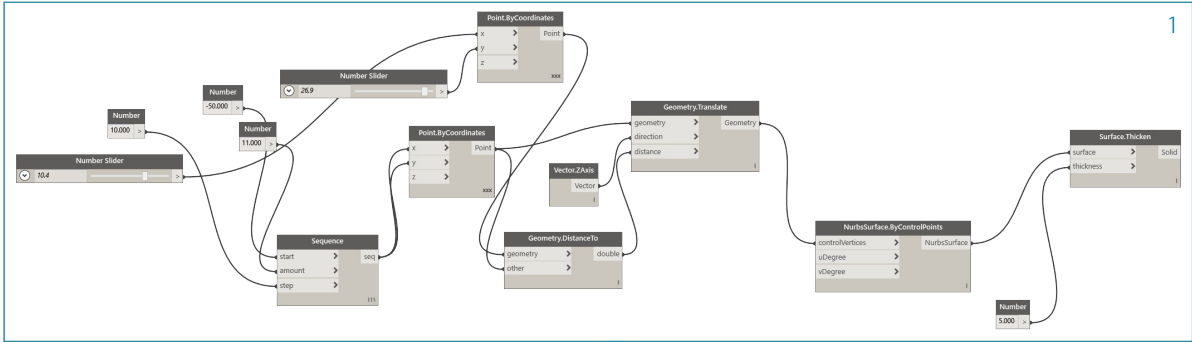 1
Point.ByCoordinates
x > Point
y >
z >
xxx
Number Slider
26.9 >
Number
-50.000 >
Number
10.000 >
Number
11.000 >
Number Slider
10.4 >
Point.ByCoordinates
x > Point
y >
z >
xxx
Sequence
start > seq
amount >
step >
|||\
Vector.ZAxis
Vector
|
Geometry.DistanceTo
geometry > double
other >
|
Geometry.Translate
geometry > Geometry
direction >
distance >
|
NurbsSurface.ByControlPoints
controlVertices > NurbsSurface
uDegree >
vDegree >
|
Number
5.000 >
Surface.Thicken
surface > Solid
thickness >
|